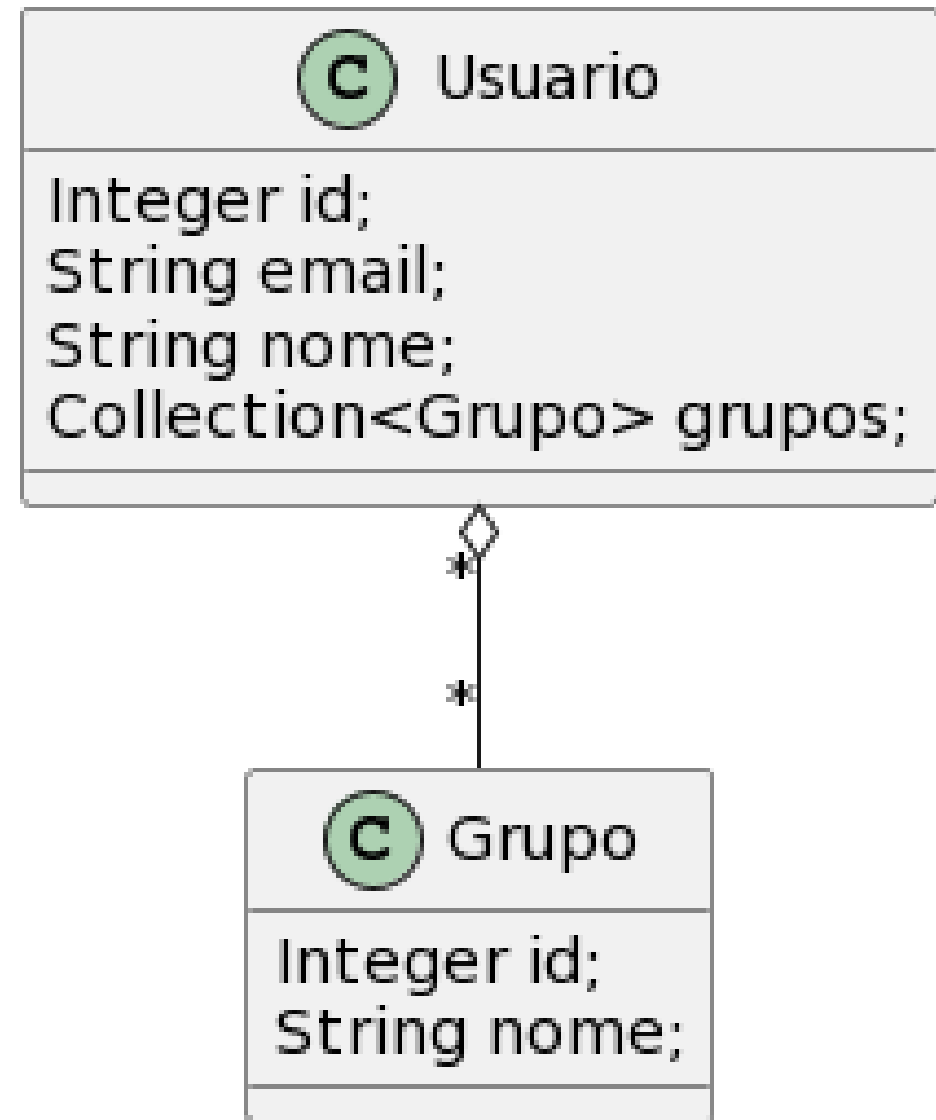 C Usuario
Integer id;
String email;
String nome;
Collection<Grupo> grupos;
*
*
C Grupo
Integer id;
String nome;